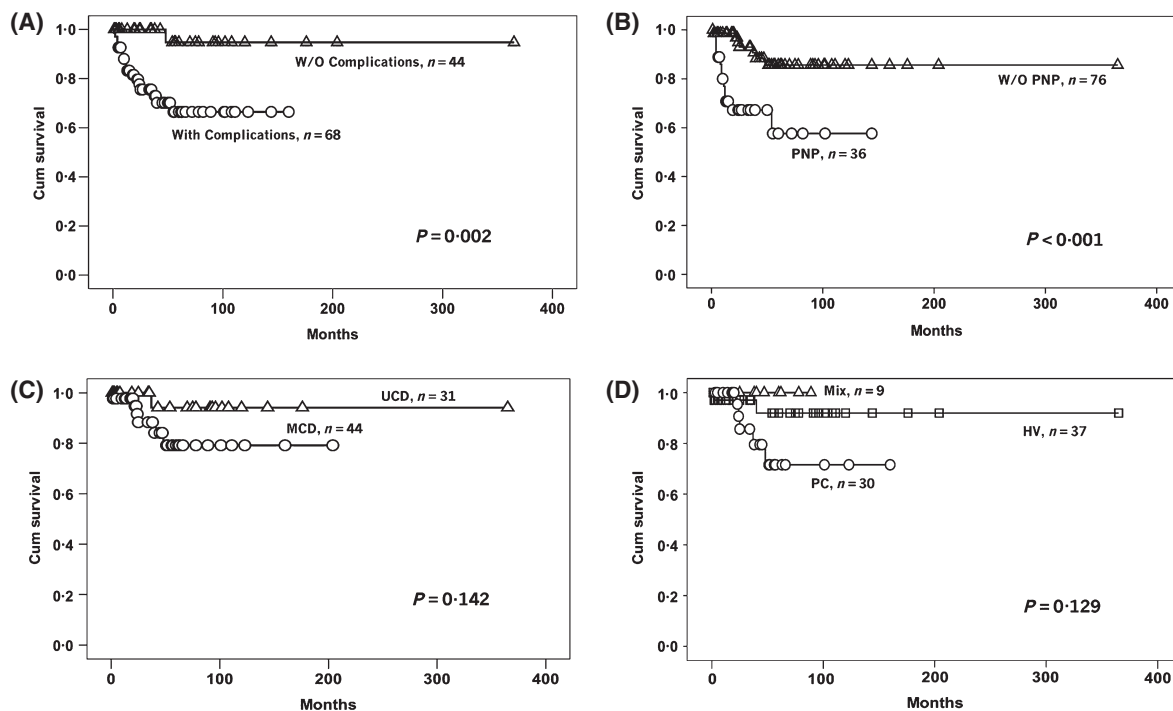 (A)
1·0
0·8
0·6
0·4
0·2
0·0
Cum survival
W/O Complications, n = 44
With Complications, n = 68
P = 0·002
0 100 200 300 400
Months
(B)
1·0
0·8
0·6
0·4
0·2
0·0
Cum survival
W/O PNP, n = 76
PNP, n = 36
P < 0·001
0 100 200 300 400
Months
(C)
1·0
0·8
0·6
0·4
0·2
0·0
Cum survival
UCD, n = 31
MCD, n = 44
P = 0·142
0 100 200 300 400
Months
(D)
1·0
0·8
0·6
0·4
0·2
0·0
Cum survival
Mix, n = 9
HV, n = 37
PC, n = 30
P = 0·129
0 100 200 300 400
Months